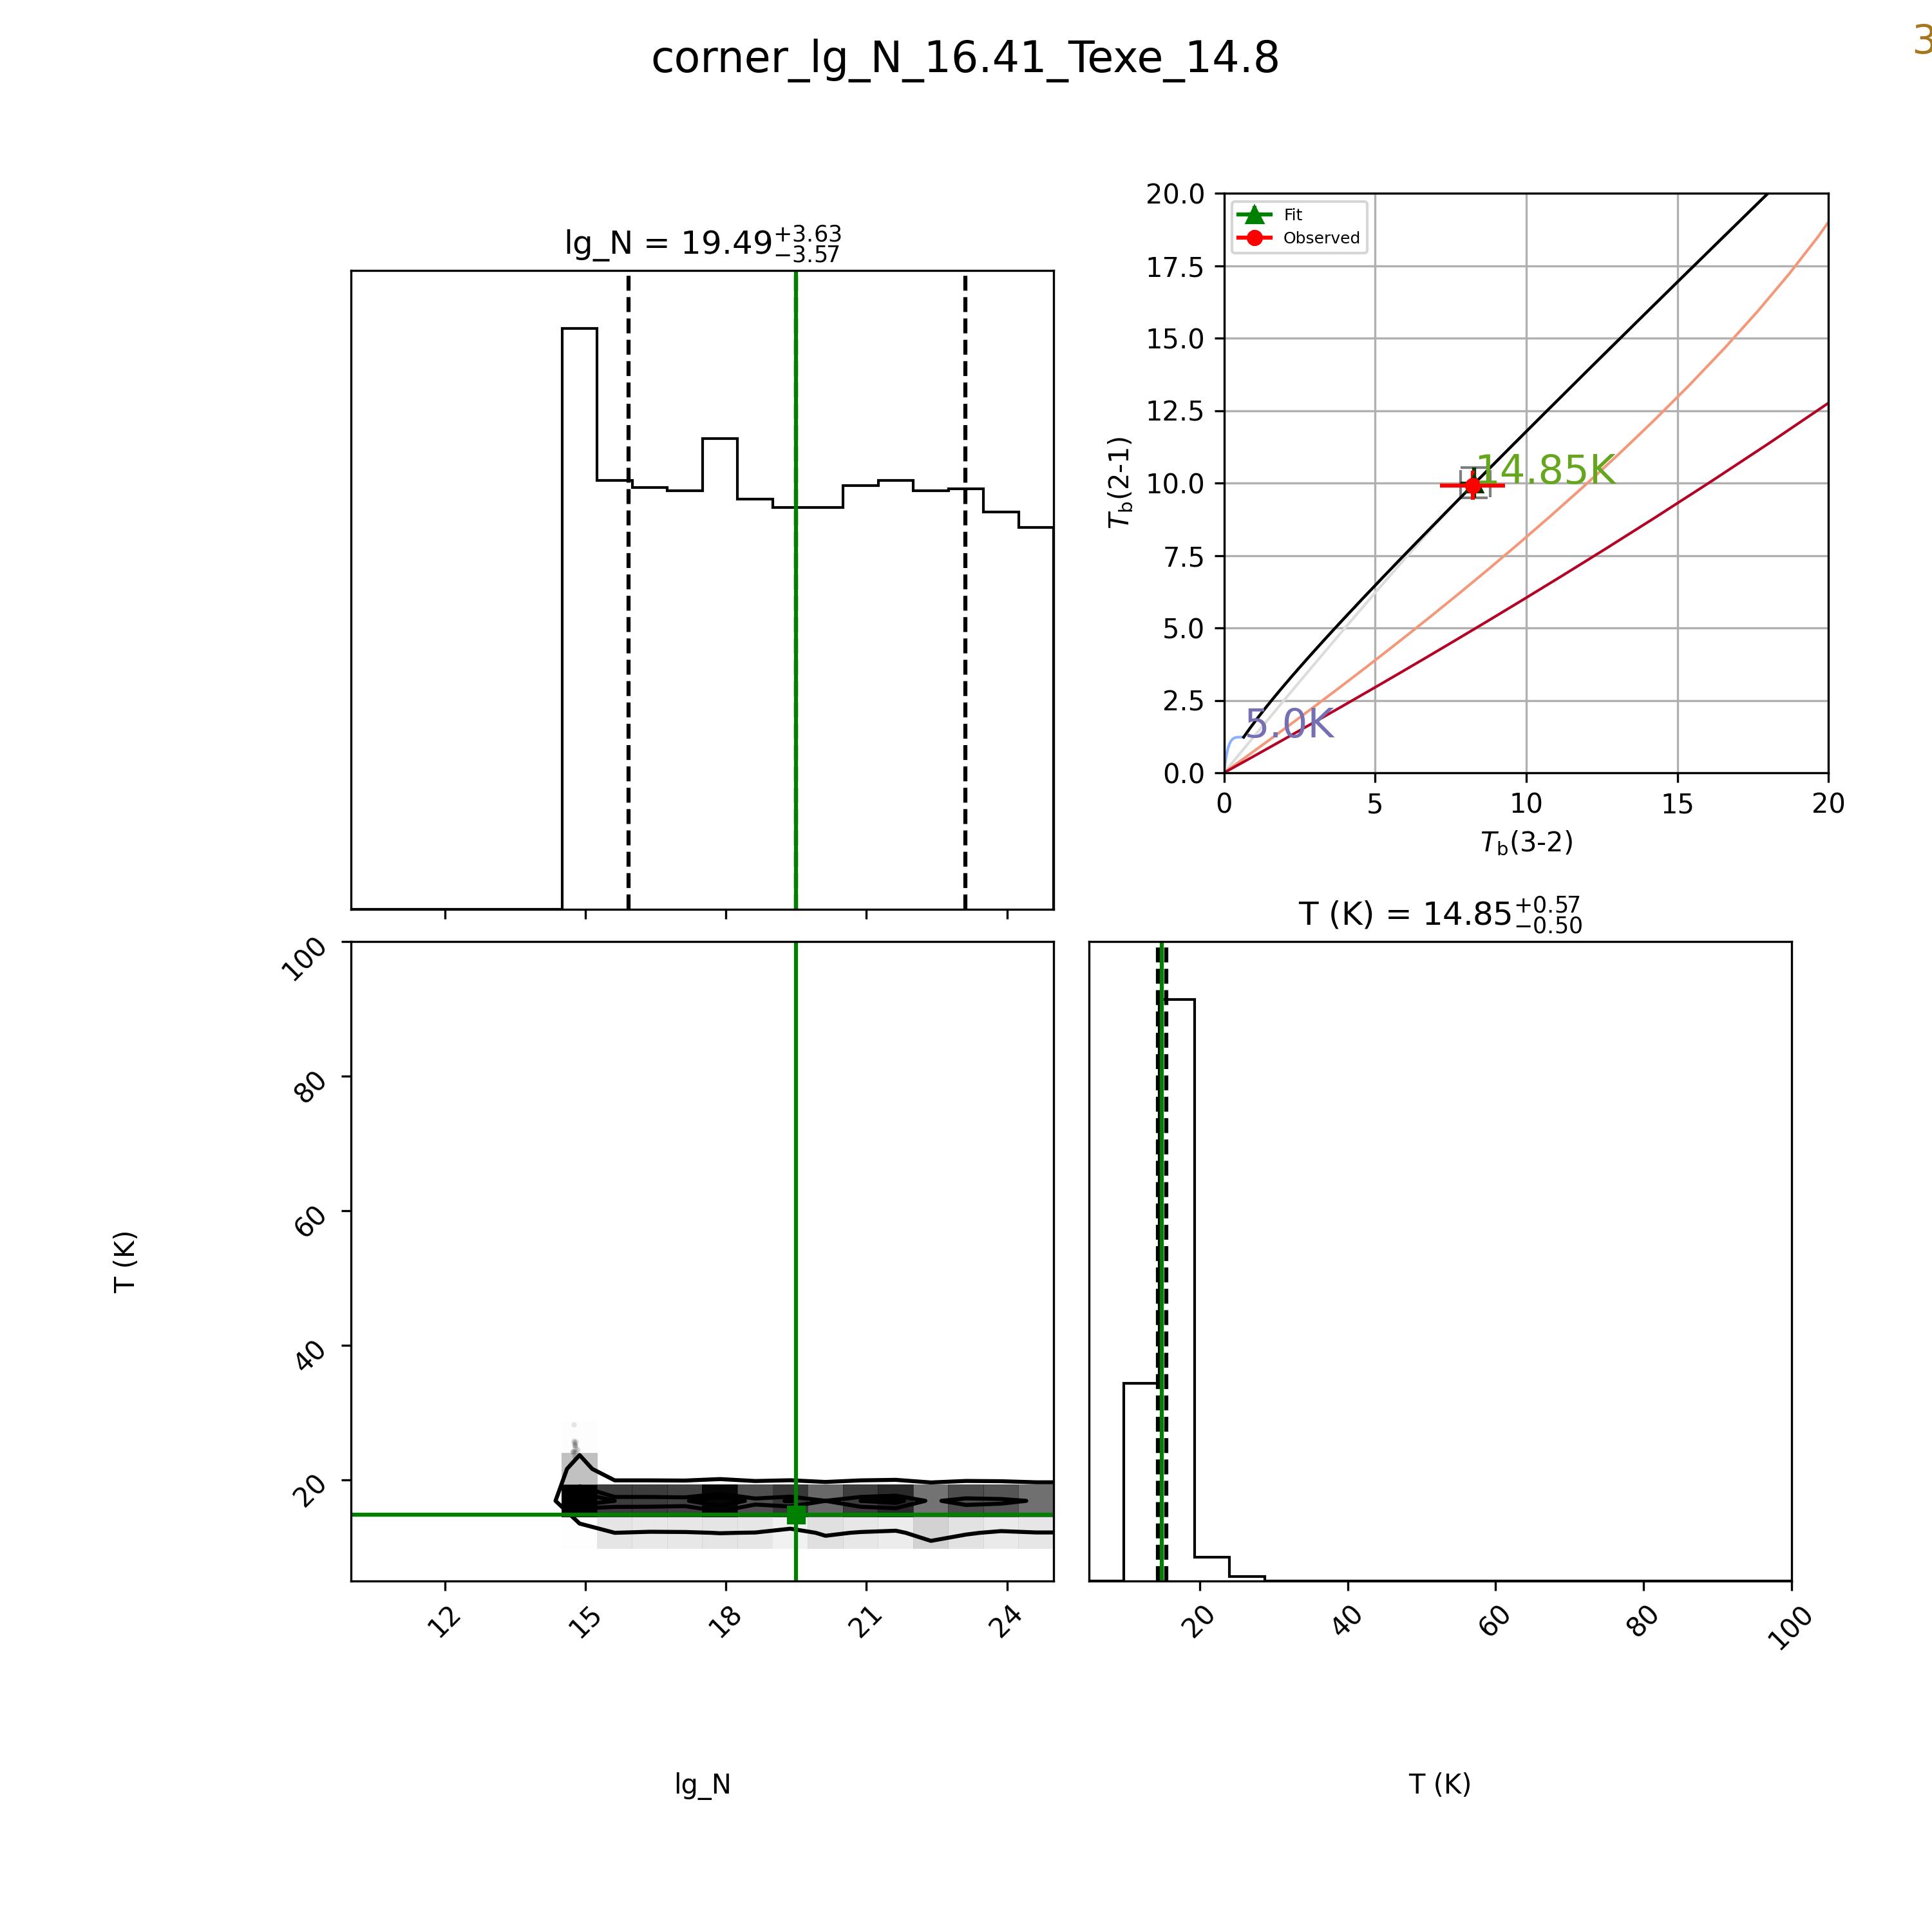 corner_lg_N_16.41_Texe_14.8
3
lg_N = 19.49 +3.63 −3.57
20.0
17.5
15.0
12.5
10.0
7.5
5.0
2.5
0.0
Tb(2-1)
Fit
Observed
14.85K
5.0K
0 5 10 15 20
Tb(3-2)
T (K) = 14.85 +0.57 −0.50
100
80
60
40
20
T (K)
12 15 18 21 24
lg_N
20 40 60 80 100
T (K)